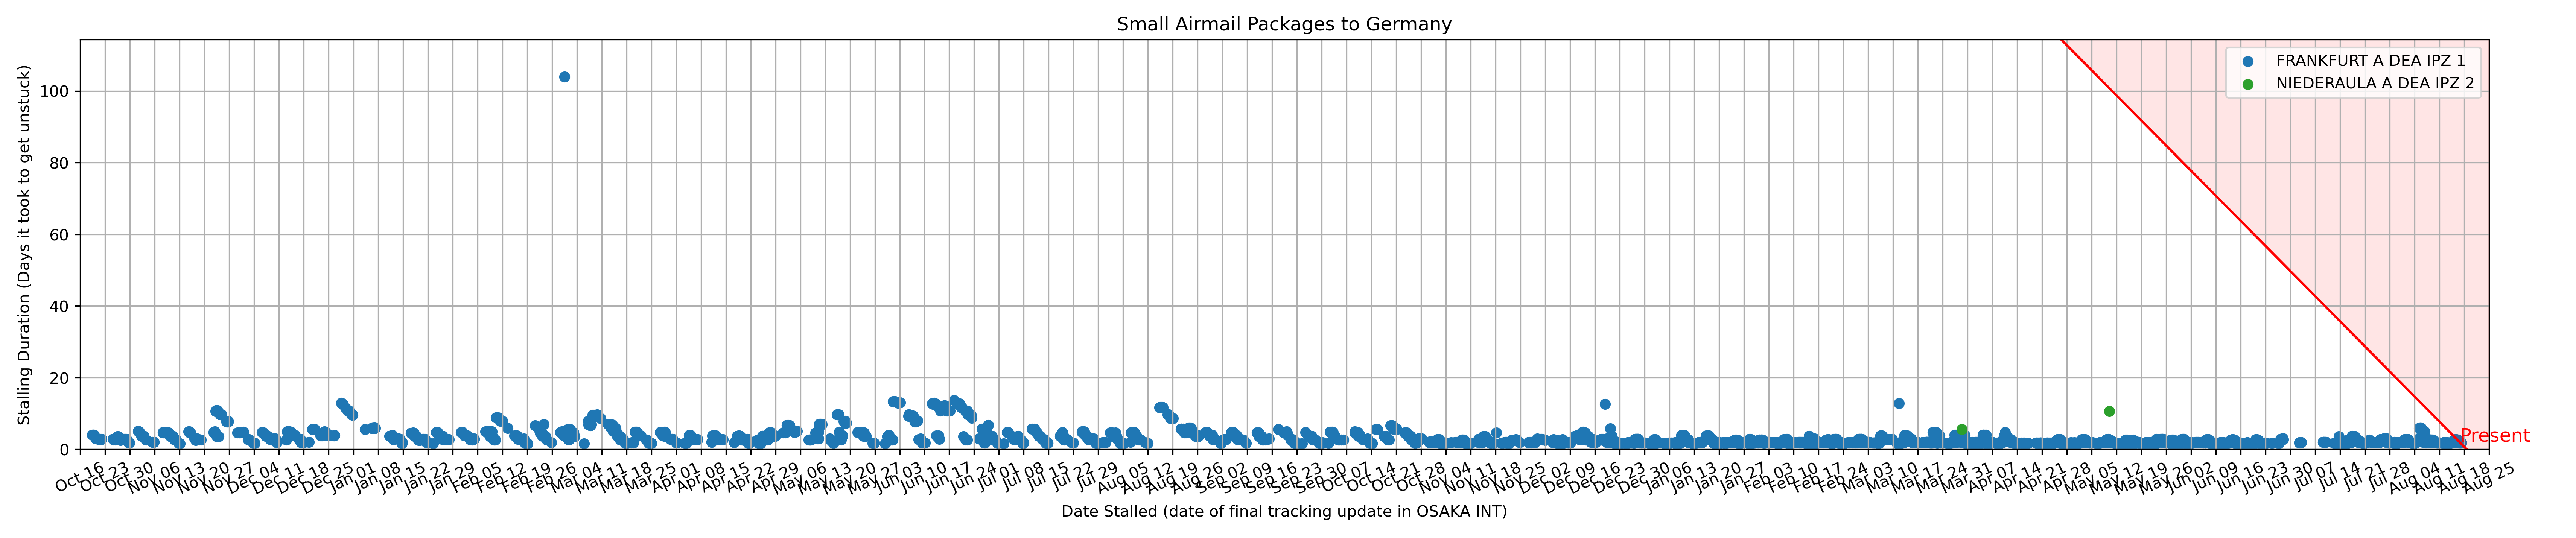 Small Airmail Packages to Germany
FRANKFURT A DEA IPZ 1
NIEDERAULA A DEA IPZ 2
Stalling Duration (Days it took to get unstuck)
100
80
60
40
20
0
Present
Oct 16
Oct 23
Oct 30
Nov 06
Nov 13
Nov 20
Nov 27
Dec 04
Dec 11
Dec 18
Dec 25
Jan 01
Jan 08
Jan 15
Jan 22
Jan 29
Feb 05
Feb 12
Feb 19
Feb 26
Mar 04
Mar 11
Mar 18
Mar 25
Apr 01
Apr 08
Apr 15
Apr 22
Apr 29
May 06
May 13
May 20
May 27
Jun 03
Jun 10
Jun 17
Jun 24
Jul 01
Jul 08
Jul 15
Jul 22
Jul 29
Aug 05
Aug 12
Aug 19
Aug 26
Sep 02
Sep 09
Sep 16
Sep 23
Sep 30
Oct 07
Oct 14
Oct 21
Oct 28
Nov 04
Nov 11
Nov 18
Nov 25
Dec 02
Dec 09
Dec 16
Dec 23
Dec 30
Jan 06
Jan 13
Jan 20
Jan 27
Feb 03
Feb 10
Feb 17
Feb 24
Mar 03
Mar 10
Mar 17
Mar 24
Mar 31
Apr 07
Apr 14
Apr 21
Apr 28
May 05
May 12
May 19
May 26
Jun 02
Jun 09
Jun 16
Jun 23
Jun 30
Jul 07
Jul 14
Jul 21
Jul 28
Aug 04
Aug 11
Aug 18
Aug 25
Date Stalled (date of final tracking update in OSAKA INT)